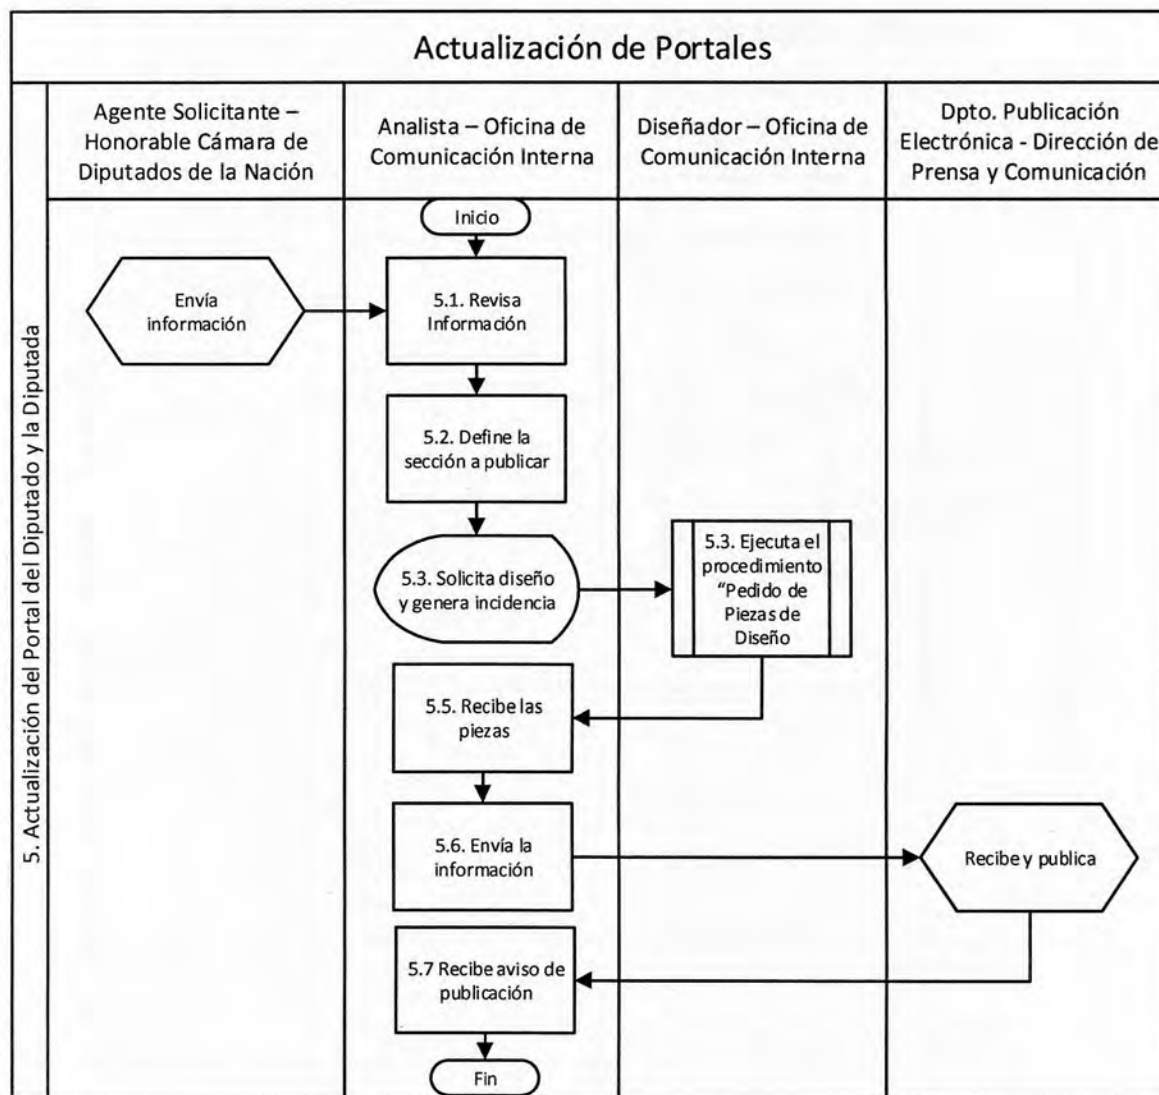 Actualización de Portales
5. Actualización del Portal del Diputado y la Diputada
Agente Solicitante –
Honorable Cámara de
Diputados de la Nación
Analista – Oficina de
Comunicación Interna
Diseñador – Oficina de
Comunicación Interna
Dpto. Publicación
Electrónica - Dirección de
Prensa y Comunicación
Inicio
Envía
información
5.1. Revisa
Información
5.2. Define la
sección a publicar
5.3. Solicita diseño
y genera incidencia
5.3. Ejecuta el
procedimiento
“Pedido de
Piezas de
Diseño
5.5. Recibe las
piezas
5.6. Envía la
información
Recibe y publica
5.7 Recibe aviso de
publicación
Fin